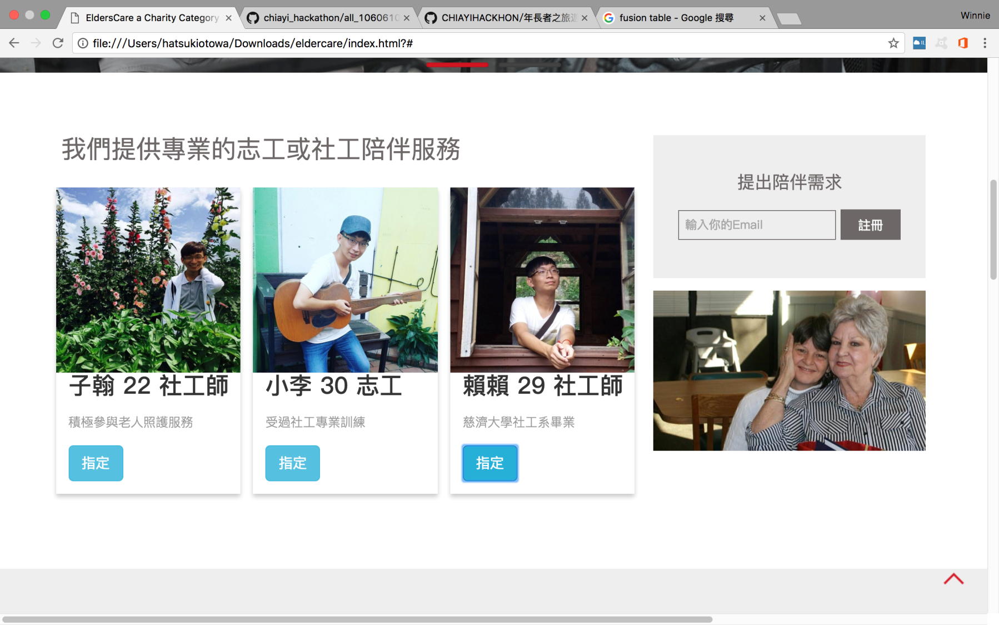 EldersCare a Charity Category
chiayi_hackathon/all_106061
CHIAYIHACKHON/年長者之旅遊
fusion table - Google 搜尋
Winnie
file:///Users/hatsukiotowa/Downloads/eldercare/index.html?#
我們提供專業的志工或社工陪伴服務
提出陪伴需求
輸入你的Email
註冊
子翰 22 社工師
積極參與老人照護服務
指定
小李 30 志工
受過社工專業訓練
指定
賴賴 29 社工師
慈濟大學社工系畢業
指定